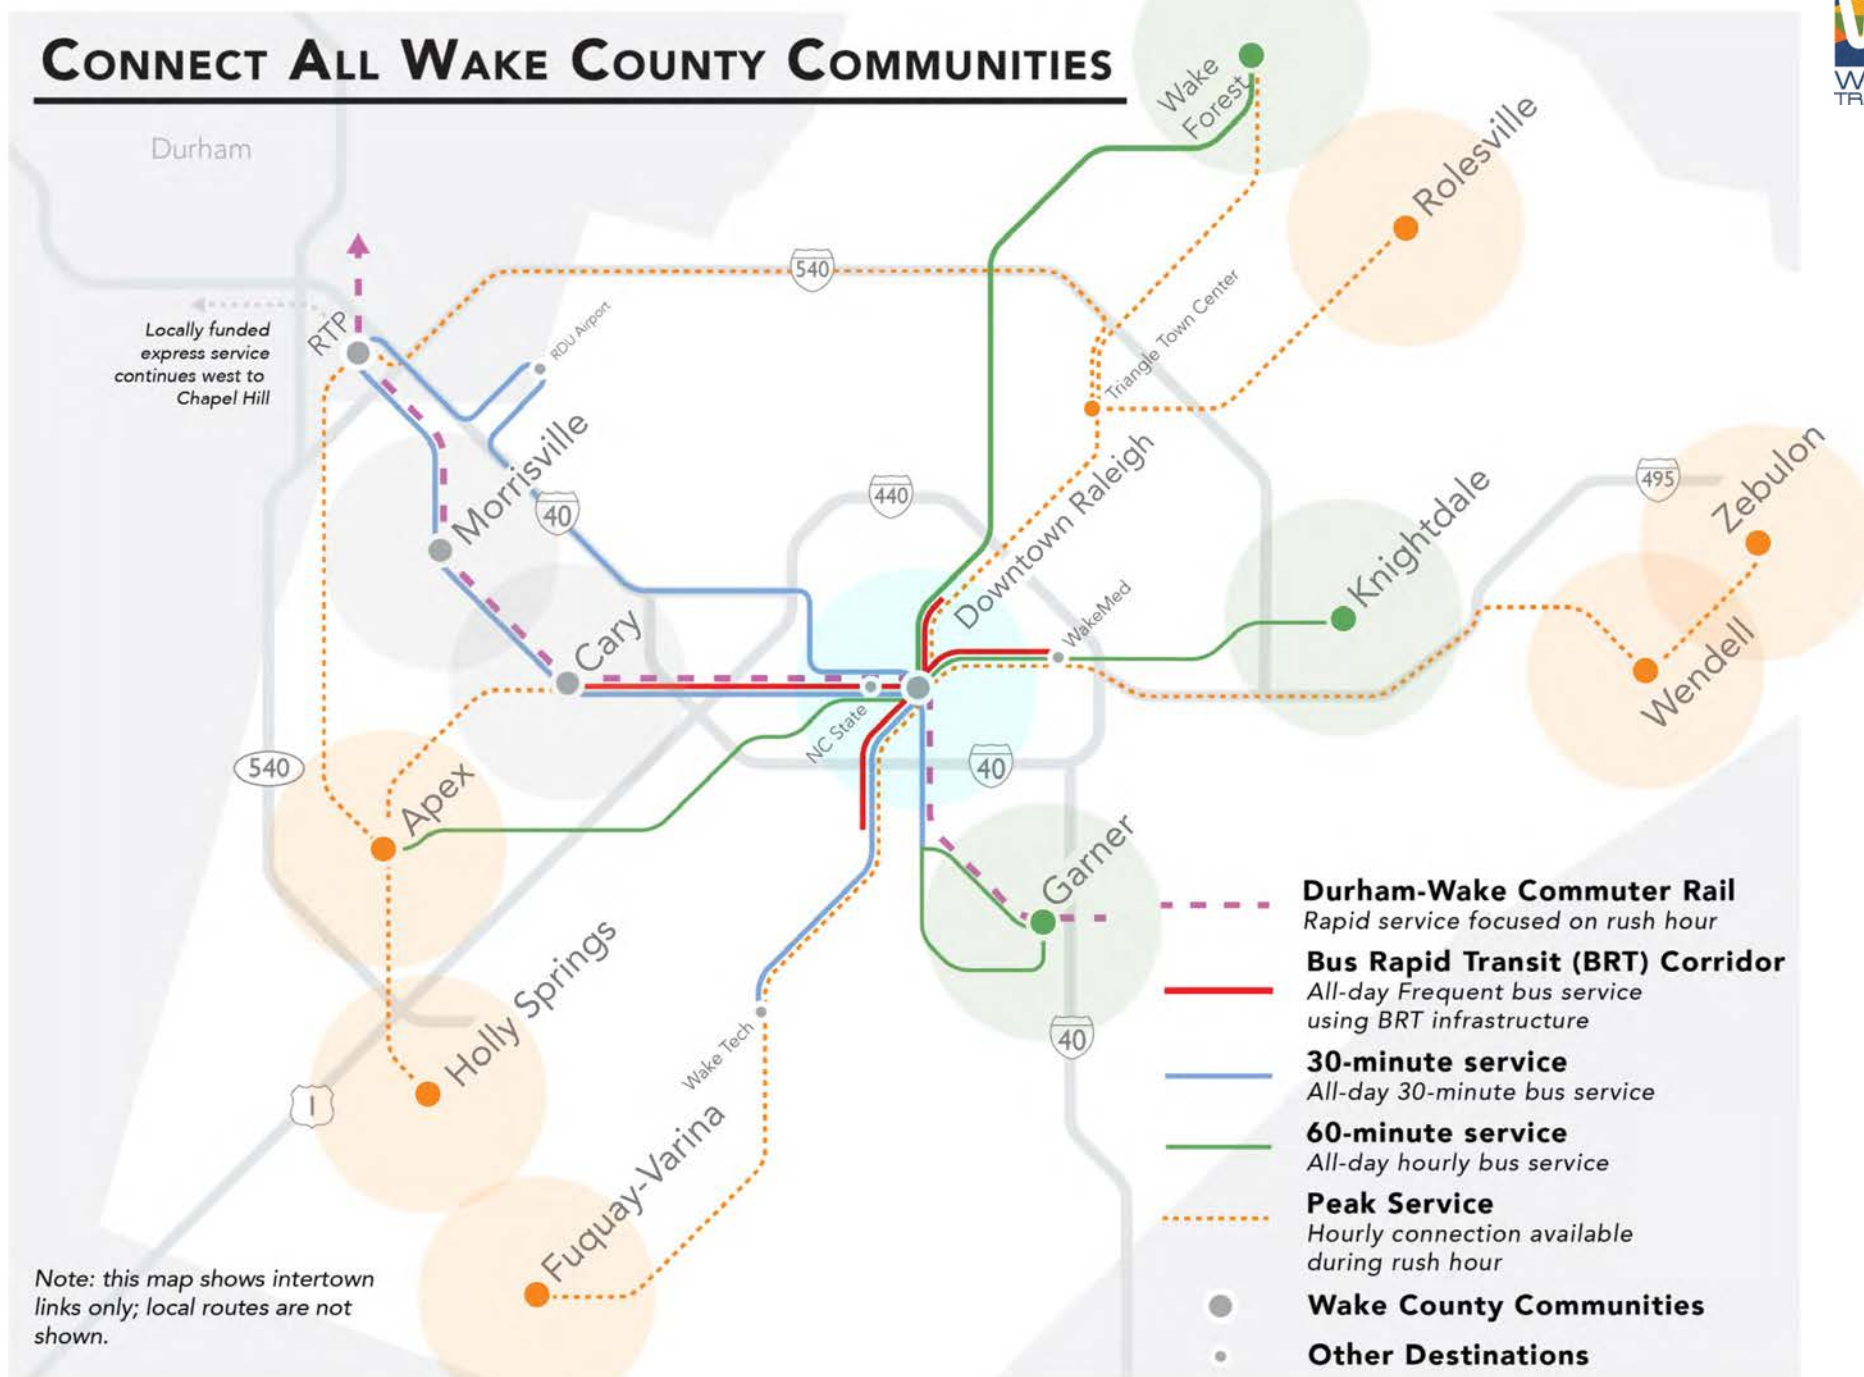 CONNECT ALL WAKE COUNTY COMMUNITIES
Durham
Wake
Forest
Rolesville
540
Triangle Town Center
RTP
RDU Airport
Locally funded
express service
continues west to
Chapel Hill
Morrisville
40
440
Downtown Raleigh
495
Zebulon
Knightdale
Wendell
WakeMed
Cary
NC State
540
40
Apex
Garner
Holly Springs
Wake Tech
40
1
Fuquay-Varina
Durham-Wake Commuter Rail
Rapid service focused on rush hour
Bus Rapid Transit (BRT) Corridor
All-day Frequent bus service
using BRT infrastructure
30-minute service
All-day 30-minute bus service
60-minute service
All-day hourly bus service
Peak Service
Hourly connection available
during rush hour
Wake County Communities
Other Destinations
Note: this map shows intertown
links only; local routes are not
shown.